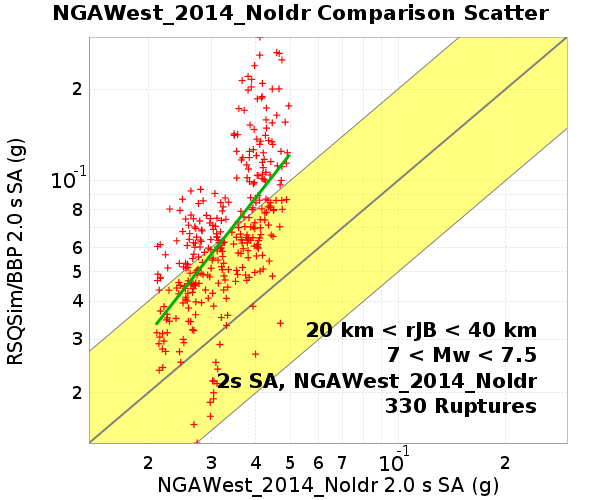 NGAWest_2014_NoIdr Comparison Scatter
RSQSim/BBP 2.0 s SA (g)
2
10⁻¹
8
6
5
4
3
2
20 km < rJB < 40 km
7 < Mw < 7.5
2s SA, NGAWest_2014_NoIdr
330 Ruptures
2 3 4 5 6 7 10⁻¹ 2
NGAWest_2014_NoIdr 2.0 s SA (g)